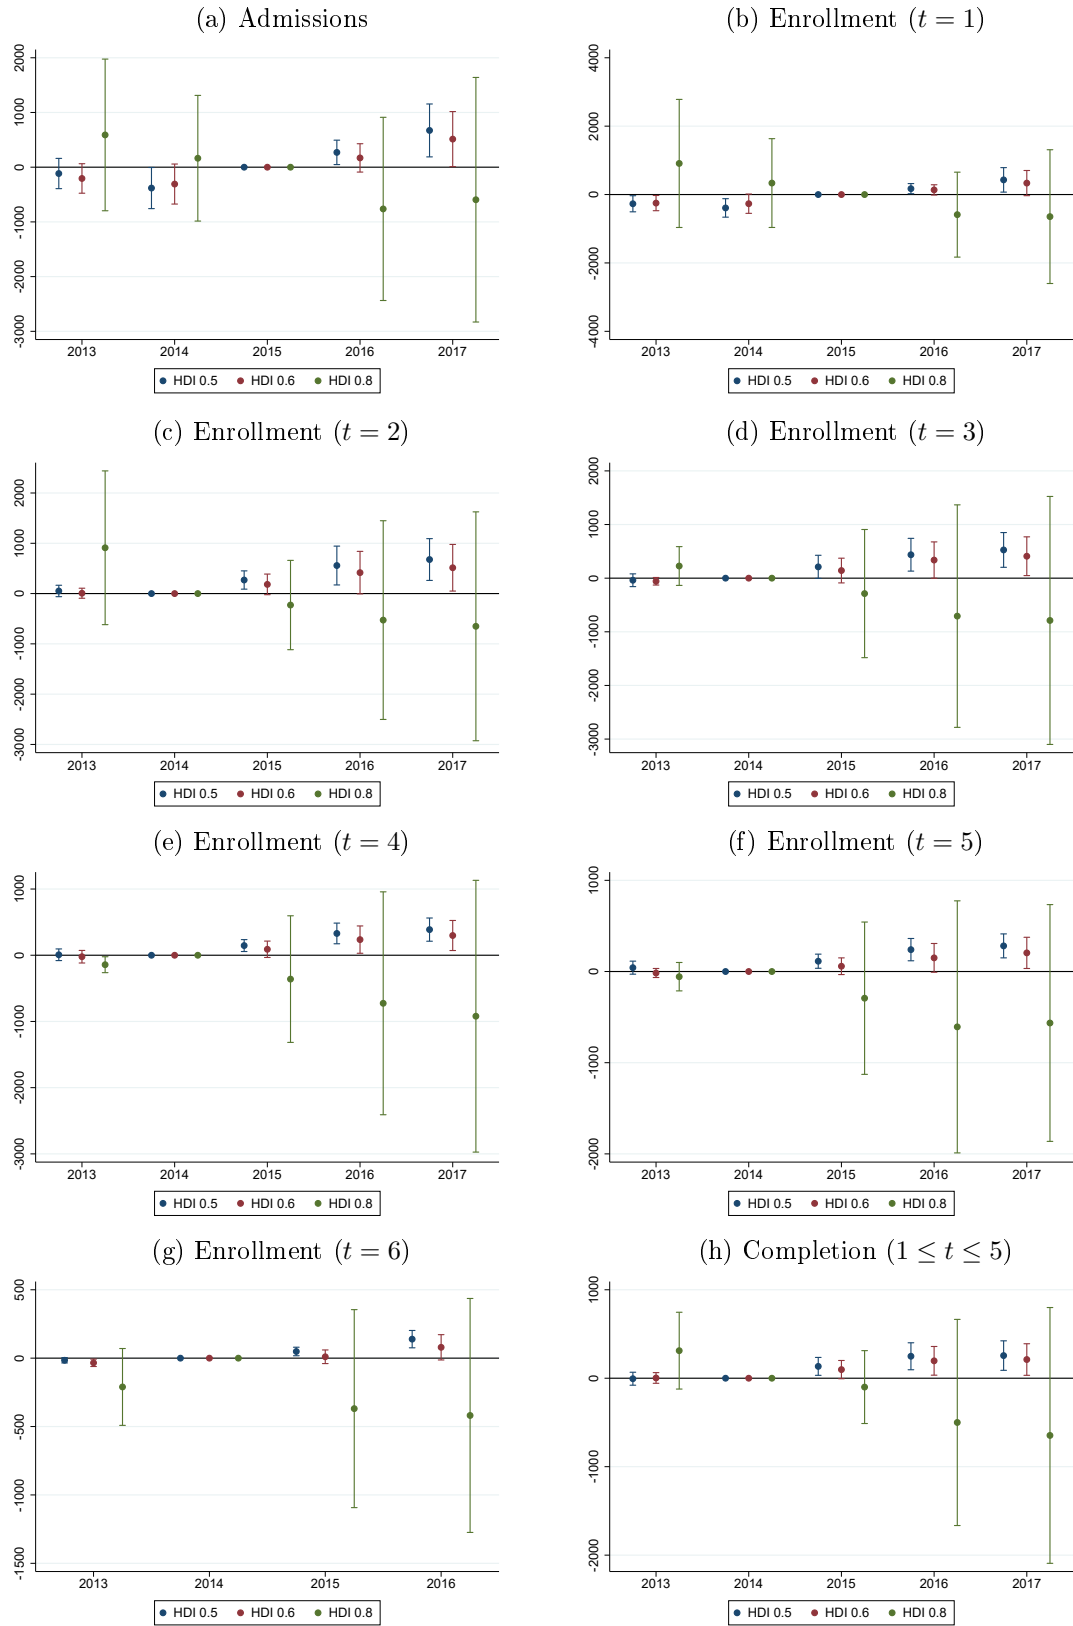 (a) Admissions
2000
1000
0
-1000
-2000
-3000
2013 2014 2015 2016 2017
HDI 0.5 HDI 0.6 HDI 0.8
(b) Enrollment (t = 1)
4000
2000
0
-2000
-4000
2013 2014 2015 2016 2017
HDI 0.5 HDI 0.6 HDI 0.8
(c) Enrollment (t = 2)
2000
1000
0
-1000
-2000
-3000
2013 2014 2015 2016 2017
HDI 0.5 HDI 0.6 HDI 0.8
(d) Enrollment (t = 3)
2000
1000
0
-1000
-2000
-3000
2013 2014 2015 2016 2017
HDI 0.5 HDI 0.6 HDI 0.8
(e) Enrollment (t = 4)
1000
0
-1000
-2000
-3000
2013 2014 2015 2016 2017
HDI 0.5 HDI 0.6 HDI 0.8
(f) Enrollment (t = 5)
1000
0
-1000
-2000
2013 2014 2015 2016 2017
HDI 0.5 HDI 0.6 HDI 0.8
(g) Enrollment (t = 6)
500
0
-500
-1000
-1500
2013 2014 2015 2016
HDI 0.5 HDI 0.6 HDI 0.8
(h) Completion (1 ≤ t ≤ 5)
1000
0
-1000
-2000
2013 2014 2015 2016 2017
HDI 0.5 HDI 0.6 HDI 0.8